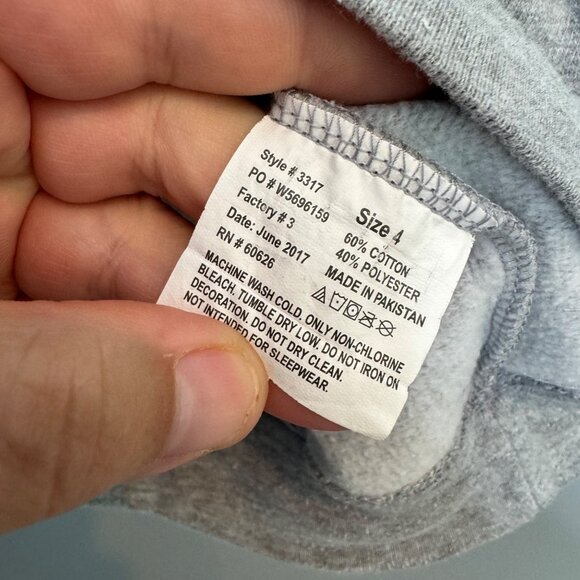 Style # 3317
PO # W5696159
Factory # 3
Date: June 2017
RN # 60626
Size 4
60% COTTON
40% POLYESTER
MADE IN PAKISTAN
MACHINE WASH COLD. ONLY NON-CHLORINE
BLEACH. TUMBLE DRY LOW. DO NOT IRON ON
DECORATION. DO NOT DRY CLEAN.
NOT INTENDED FOR SLEEPWEAR.